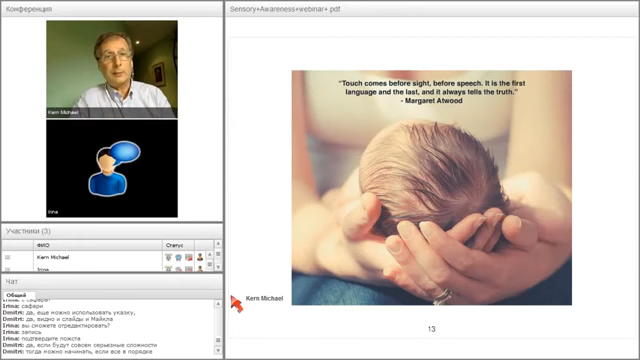 Конференция
Kern Michael
Irina
Участники (3)
ФИО
Статус
Kern Michael
Irina
Чат
Общий
Irina: с сафари?
Irina: сафари
Dmitri: да, еще можно использовать указку,
Dmitri: да, видно и слайды и Майкла
Irina: вы сможете отредактировать?
Irina: запись
Dmitri: подтвердите пожста
Dmitri: да, если будут совсем серьезные сложности
Dmitri: тогда можно начинать, если все в порядке
Sensory+Awareness+webinar+.pdf
“Touch comes before sight, before speech. It is the first
language and the last, and it always tells the truth.”
- Margaret Atwood
Kern Michael
13